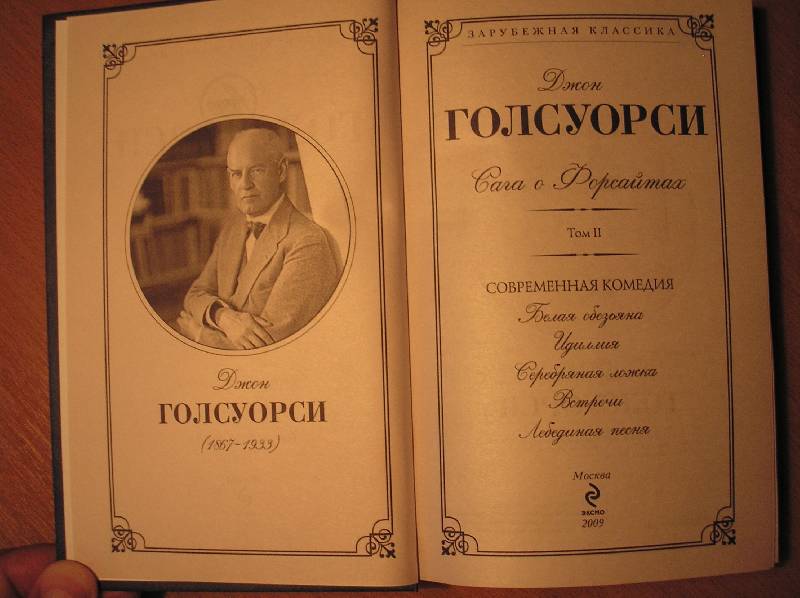 Джон
ГОЛСУОРСИ
(1867–1933)
ЗАРУБЕЖНАЯ КЛАССИКА
Джон
ГОЛСУОРСИ
Сага о Форсайтах
Том II
СОВРЕМЕННАЯ КОМЕДИЯ
Белая обезьяна
Идиллия
Серебряная ложка
Встречи
Лебединая песня
Москва
ЭКСМО
2009